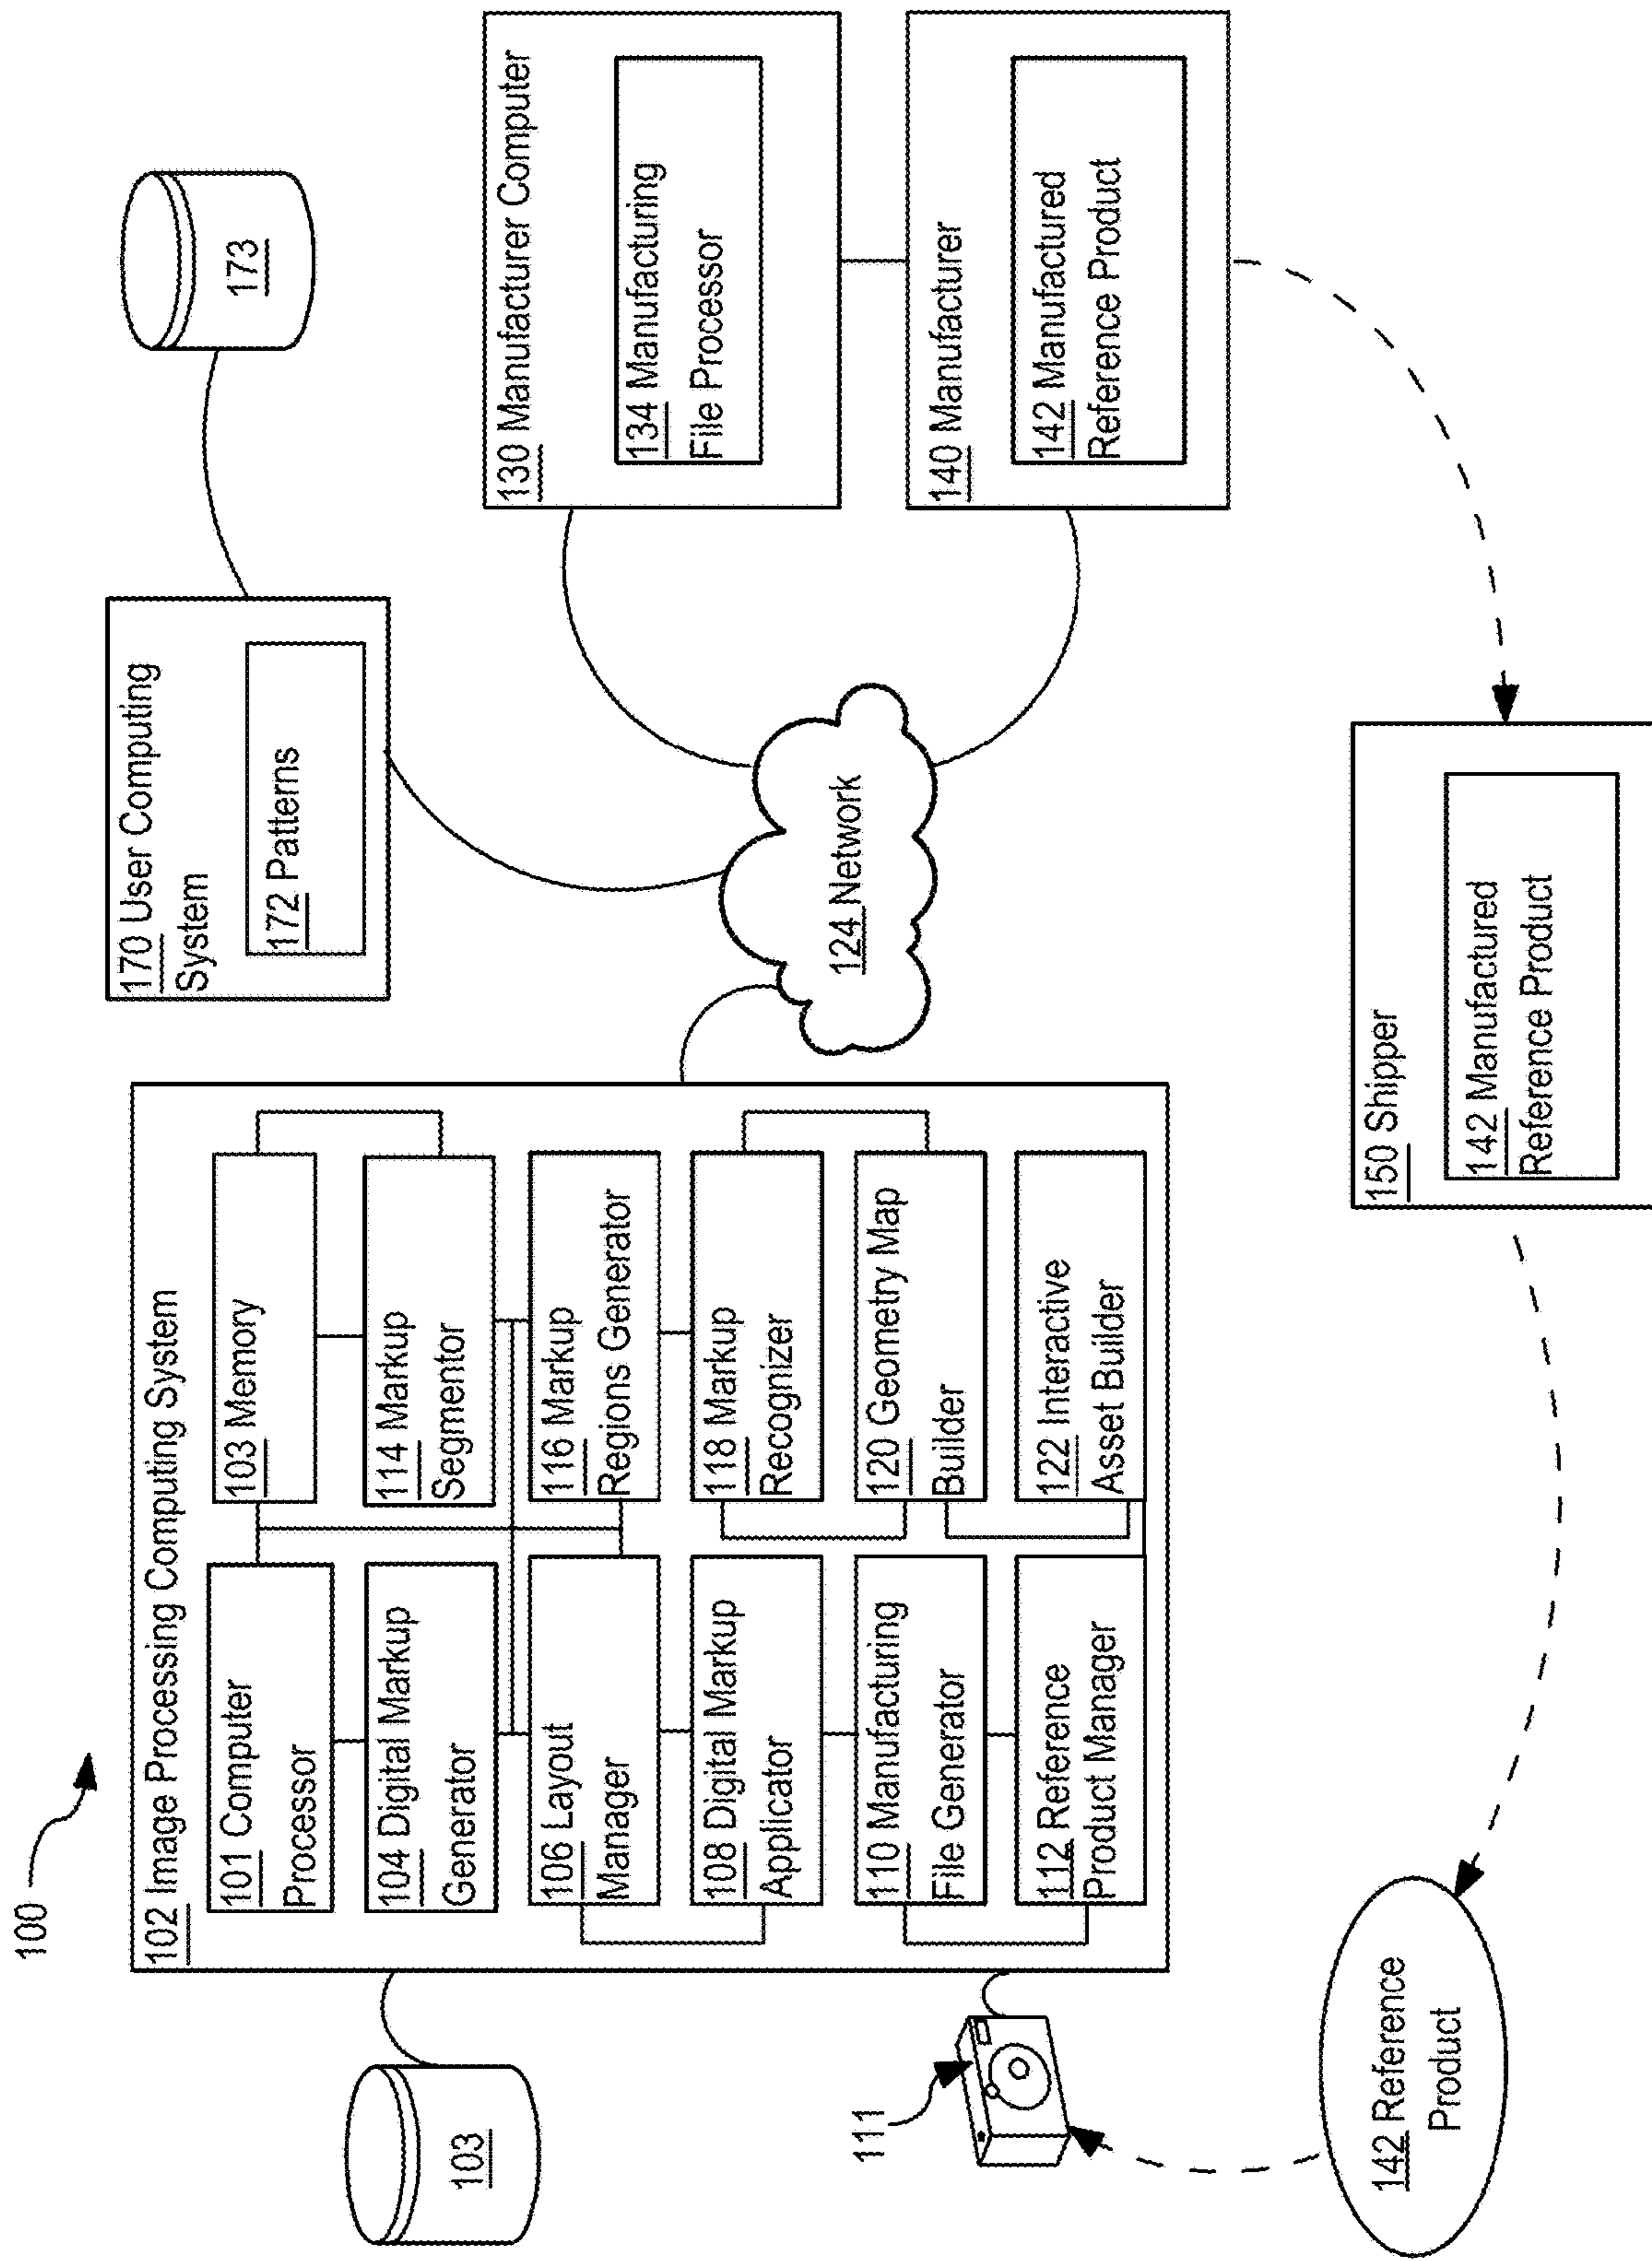 100
102 Image Processing Computing System
101 Computer
Processor
103 Memory
104 Digital Markup
Generator
114 Markup
Segmentor
106 Layout
Manager
116 Markup
Regions Generator
108 Digital Markup
Applicator
118 Markup
Recognizer
110 Manufacturing
File Generator
120 Geometry Map
Builder
112 Reference
Product Manager
122 Interactive
Asset Builder
103
111
170 User Computing
System
172 Patterns
173
124 Network
130 Manufacturer Computer
134 Manufacturing
File Processor
140 Manufacturer
142 Manufactured
Reference Product
150 Shipper
142 Manufactured
Reference Product
142 Reference
Product